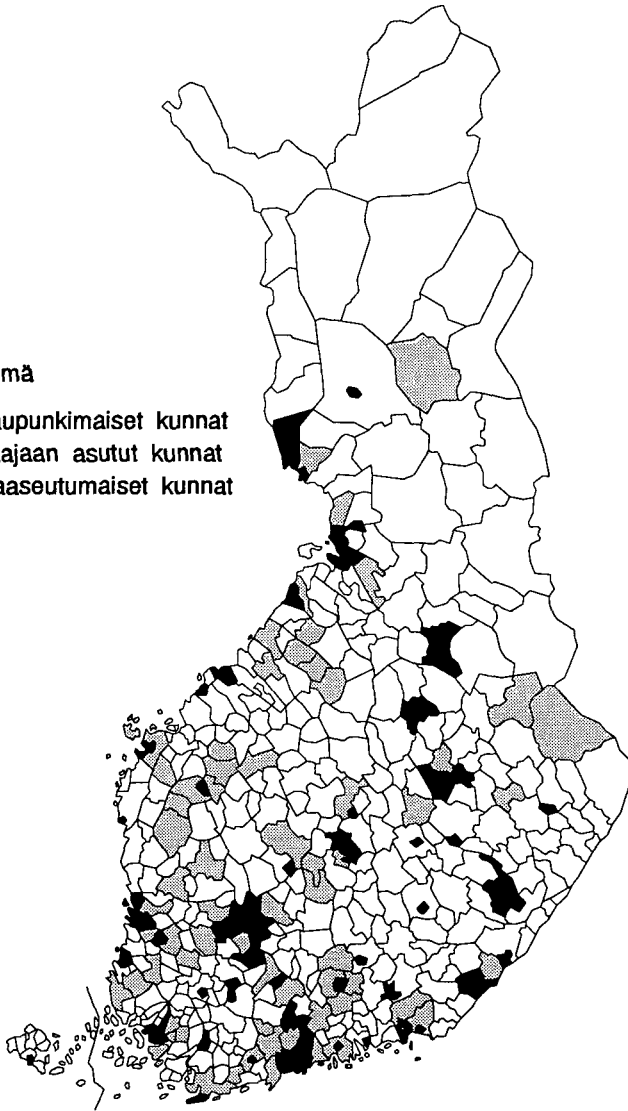 mä
aupunkimaiset kunnat
ajaan asutut kunnat
aaseutumaiset kunnat